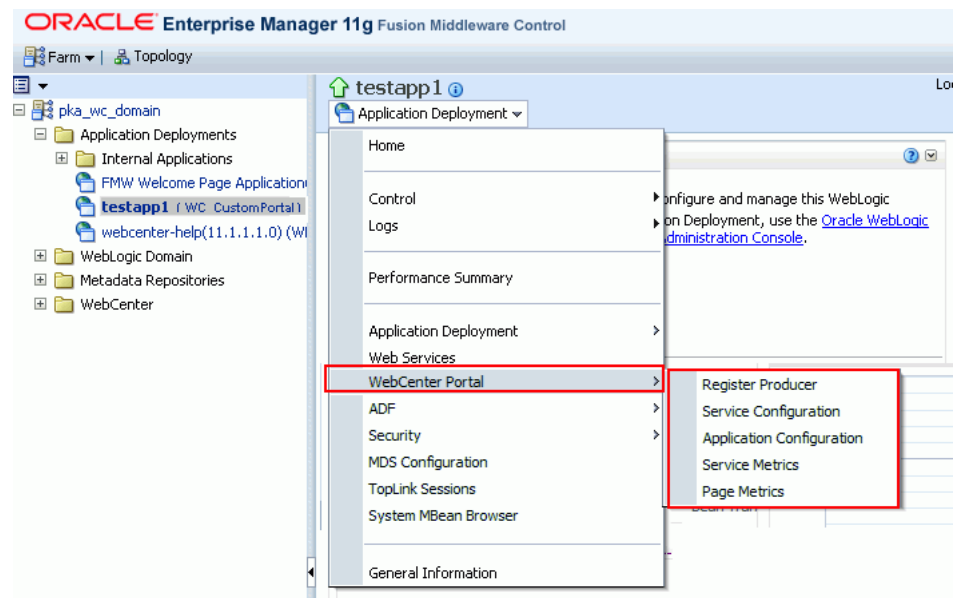 ORACLE Enterprise Manager 11g Fusion Middleware Control
Farm | Topology
testapp1
Application Deployment
pka_wc_domain
Application Deployments
Internal Applications
FMW Welcome Page Application
testapp1 (WC_CustomPortal)
webcenter-help(11.1.1.1.0) (Wl
WebLogic Domain
Metadata Repositories
WebCenter
Home
Control
Logs
Performance Summary
Application Deployment
Web Services
WebCenter Portal
ADF
Security
MDS Configuration
TopLink Sessions
System MBean Browser
General Information
onfigure and manage this WebLogic
on Deployment, use the Oracle WebLogic
Administration Console.
Register Producer
Service Configuration
Application Configuration
Service Metrics
Page Metrics